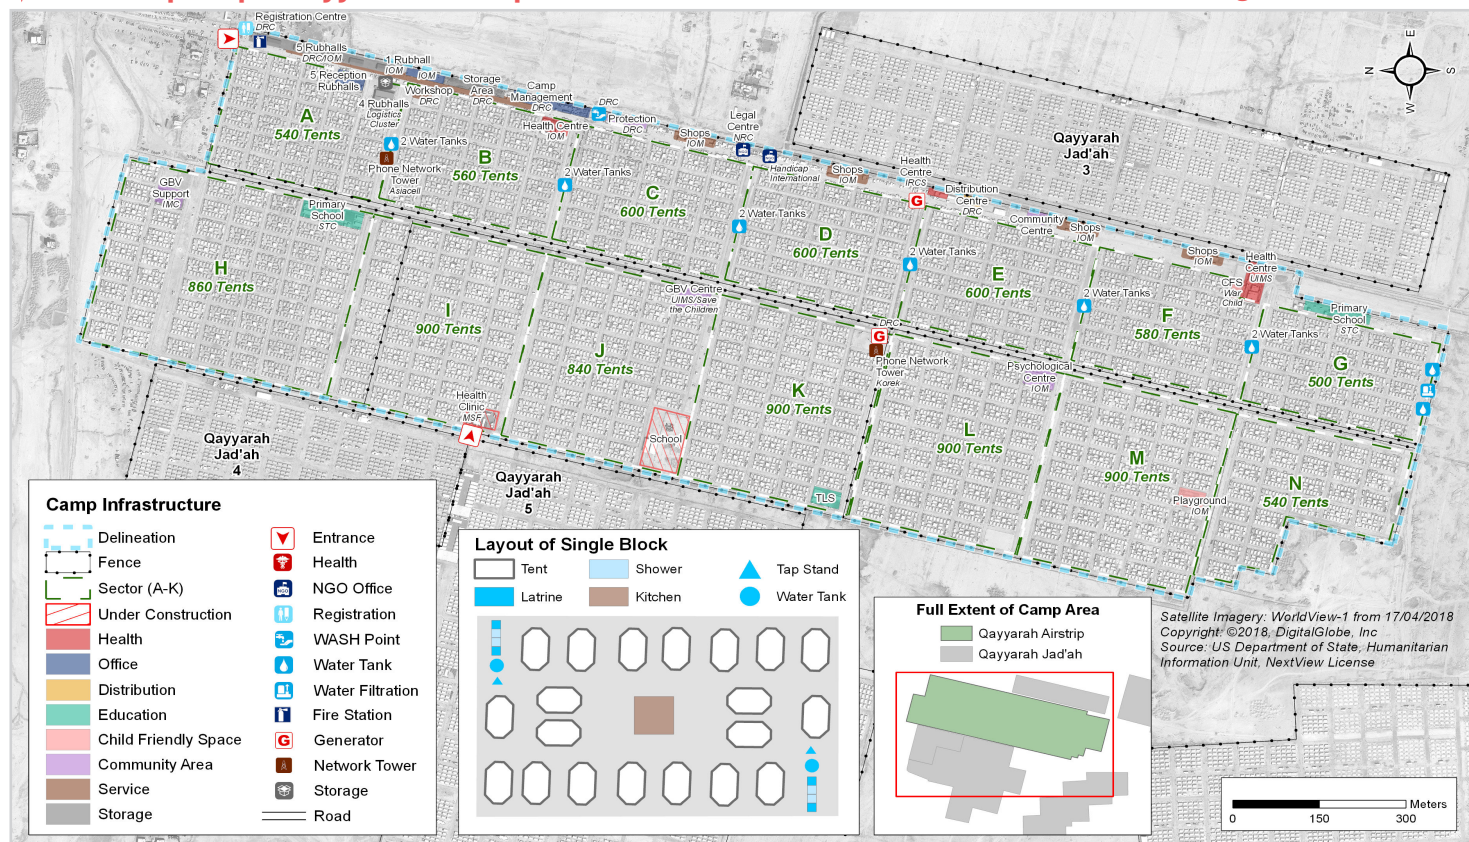 Registration Centre
DRC
5 Rubhalls
DRC/IOM
1 Rubhall
IOM
IOM
5 Reception
Rubhalls
4 Rubhalls
Logistics
Cluster
Workshop
DRC
Storage
Area
DRC
Camp
Management
DRC
DRC
Health Centre
IOM
Protection
DRC
Shops
IOM
Legal
Centre
NRC
Handicap
International
Shops
IOM
Health
Centre
IRCS
Distribution
Centre
DRC
Community
Centre
Shops
IOM
Shops
IOM
Health
Centre
UIMS
CFS
War
Child
Primary
School
STC
Qayyarah
Jad'ah
3
E
N
S
W
A
540 Tents
2 Water Tanks
Phone Network
Tower
Asiacell
B
560 Tents
2 Water Tanks
C
600 Tents
2 Water Tanks
D
600 Tents
2 Water Tanks
G
E
600 Tents
2 Water Tanks
F
580 Tents
2 Water Tanks
G
500 Tents
GBV
Support
IMC
Primary
School
STC
H
860 Tents
I
900 Tents
GBV Centre
UIMS/Save
the Children
J
840 Tents
Health
Clinic
MSF
School
K
900 Tents
DRC
G
Phone Network
Tower
Korek
TLS
L
900 Tents
Psychological
Centre
IOM
M
900 Tents
Playground
IOM
N
540 Tents
Qayyarah
Jad'ah
4
Qayyarah
Jad'ah
5
Camp Infrastructure
Delineation
Fence
Sector (A-K)
Under Construction
Health
Office
Distribution
Education
Child Friendly Space
Community Area
Service
Storage
Entrance
Health
NGO
NGO Office
Registration
WASH Point
Water Tank
Water Filtration
Fire Station
G
Generator
Network Tower
Storage
Road
Layout of Single Block
Tent
Shower
Tap Stand
Latrine
Kitchen
Water Tank
Full Extent of Camp Area
Qayyarah Airstrip
Qayyarah Jad'ah
Satellite Imagery: WorldView-1 from 17/04/2018
Copyright: ©2018, DigitalGlobe, Inc
Source: US Department of State, Humanitarian
Information Unit, NextView License
Meters
0 150 300